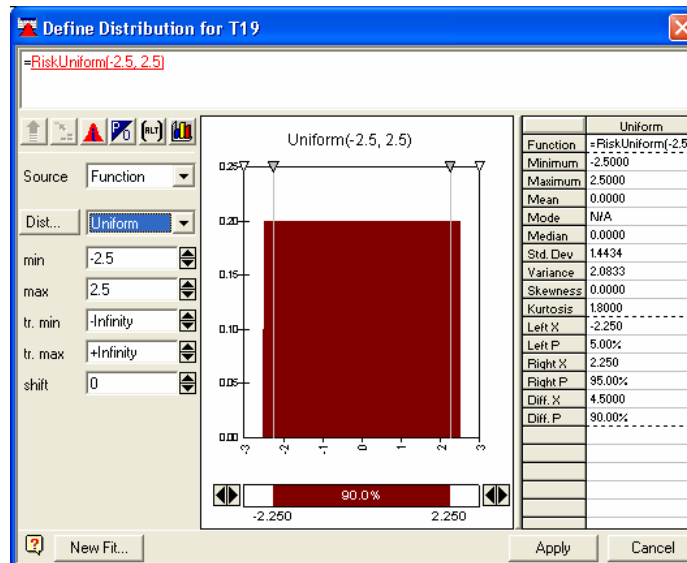 Define Distribution for T19
=RiskUniform(-2.5, 2.5)
Source Function
Dist... Uniform
min -2.5
max 2.5
tr. min -Infinity
tr. max +Infinity
shift 0
Uniform(-2.5, 2.5)
0.25
0.20
0.15
0.10
0.05
0.00
-3 -2 -1 0 1 2 3
90.0%
-2.250 2.250
Uniform
Function =RiskUniform(-2.5
Minimum -2.5000
Maximum 2.5000
Mean 0.0000
Mode N/A
Median 0.0000
Std. Dev 1.4434
Variance 2.0833
Skewness 0.0000
Kurtosis 1.8000
Left X -2.250
Left P 5.00%
Right X 2.250
Right P 95.00%
Diff. X 4.5000
Diff. P 90.00%
New Fit...
Apply
Cancel